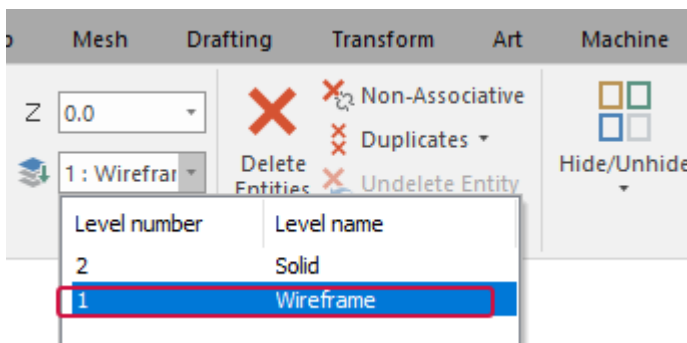 Mesh Drafting Transform Art Machine
Z 0.0
Non-Associative
Duplicates
1 : Wirefrar
Delete
Entities
Undelete Entity
Hide/Unhide
Level number Level name
2 Solid
1 Wireframe